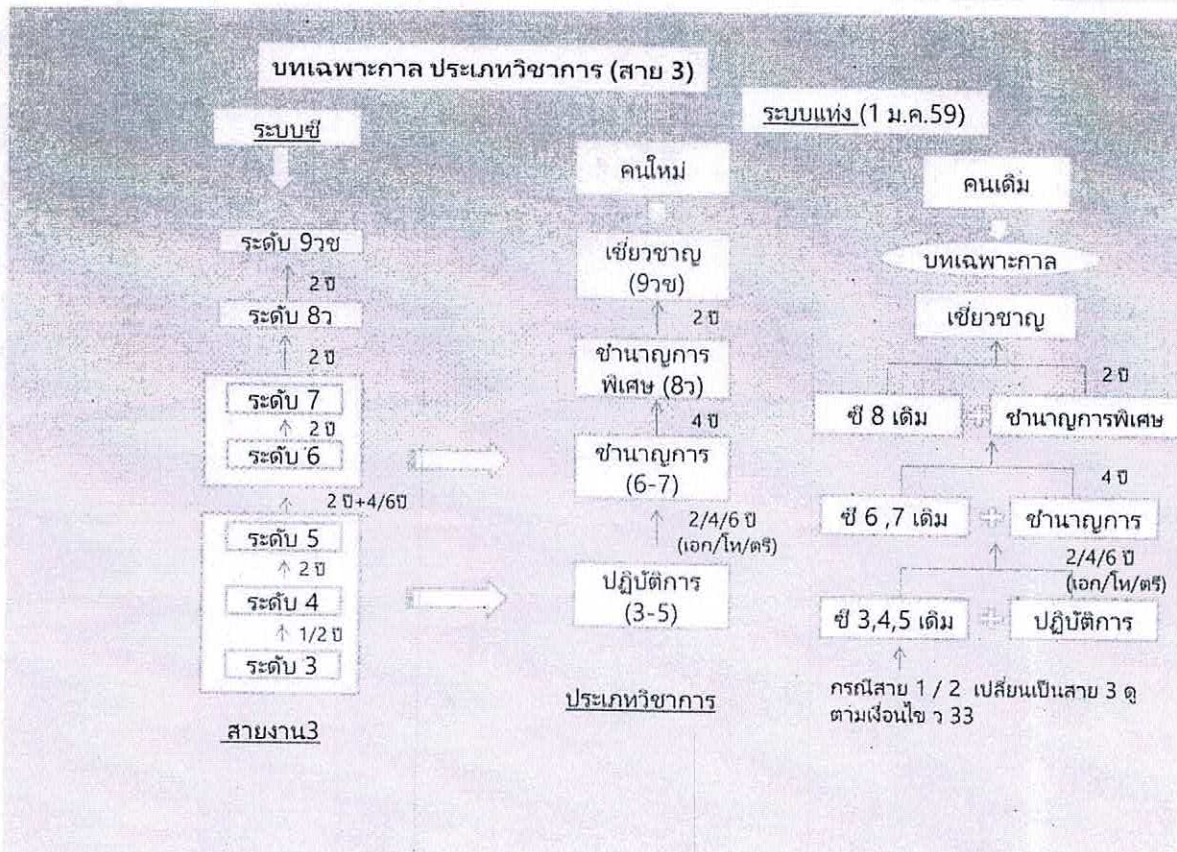 บทเฉพาะกาล ประเภทวิชาการ (สาย 3)
ระบบแท่ง (1 ม.ค.59)
ระบบซี
ระดับ 9วช
2 ปี
ระดับ 8ว
2 ปี
ระดับ 7
2 ปี
ระดับ 6
2 ปี+4/6ปี
ระดับ 5
2 ปี
ระดับ 4
1/2 ปี
ระดับ 3
สายงาน3
คนใหม่
เชี่ยวชาญ
(9วช)
2 ปี
ชำนาญการ
พิเศษ (8ว)
4 ปี
ชำนาญการ
(6-7)
2/4/6 ปี
(เอก/โท/ตรี)
ปฏิบัติการ
(3-5)
ประเภทวิชาการ
คนเดิม
บทเฉพาะกาล
เชี่ยวชาญ
2 ปี
ซี 8 เดิม
ชำนาญการพิเศษ
4 ปี
ซี 6 ,7 เดิม
ชำนาญการ
2/4/6 ปี
(เอก/โท/ตรี)
ซี 3,4,5 เดิม
ปฏิบัติการ
กรณีสาย 1 / 2 เปลี่ยนเป็นสาย 3 ดู
ตามเงื่อนไข ว 33